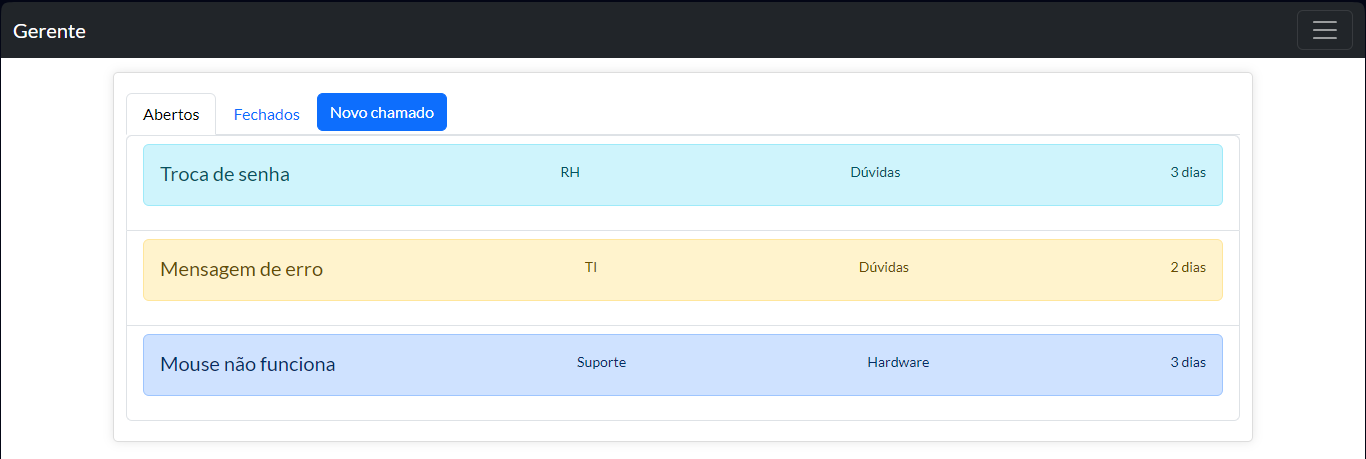 Gerente
Abertos Fechados Novo chamado
Troca de senha RH Dúvidas 3 dias
Mensagem de erro TI Dúvidas 2 dias
Mouse não funciona Suporte Hardware 3 dias